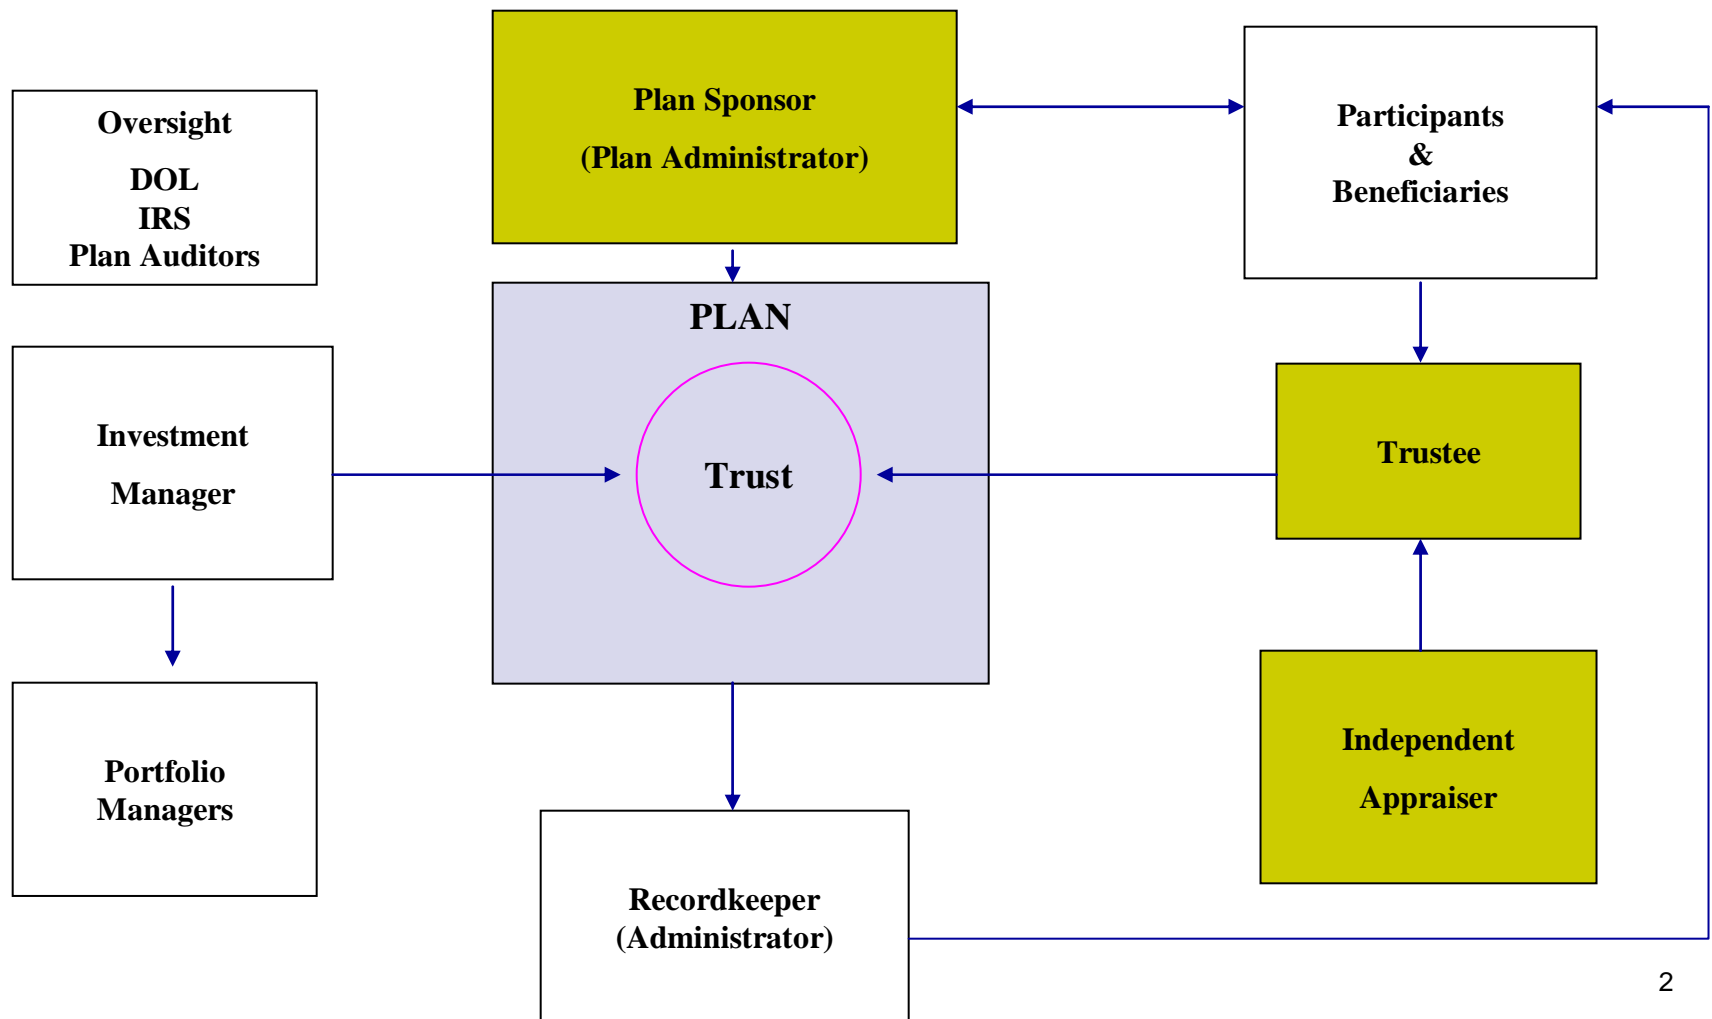 Oversight
DOL
IRS
Plan Auditors
Plan Sponsor
(Plan Administrator)
Participants
&
Beneficiaries
Investment
Manager
PLAN
Trust
Trustee
Portfolio
Managers
Independent
Appraiser
Recordkeeper
(Administrator)
2